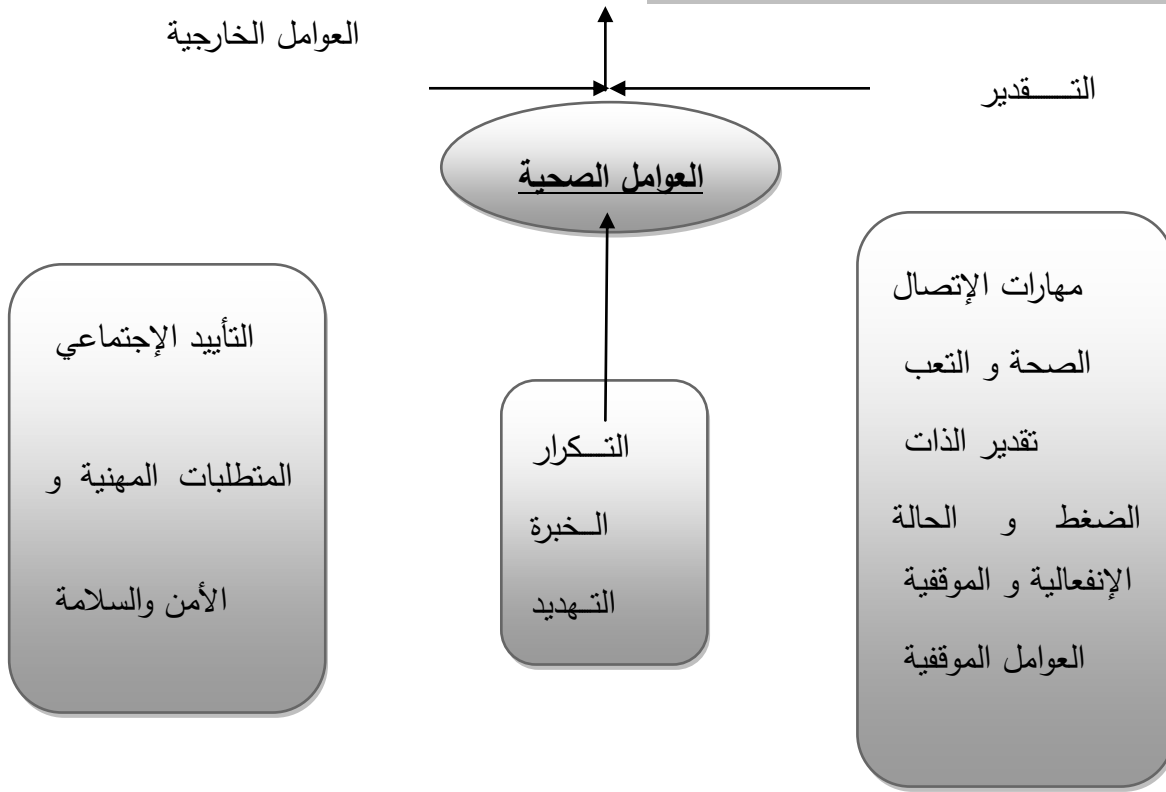 العوامل الخارجية
التـــــقدير
العوامل الصحية
مهارات الإتصال
الصحة و التعب
تقدير الذات
الضغط و الحالة
الإنفعالية و الموقفية
العوامل الموقفية
التــكرار
الــخبرة
التــهديد
التأييد الإجتماعي
المتطلبات المهنية و
الأمن والسلامة